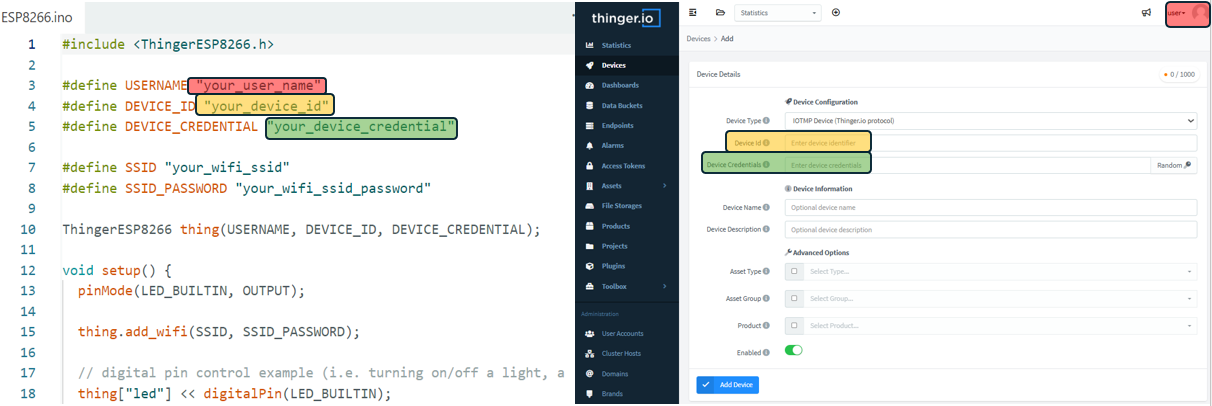 ESP8266.ino
1 #include <ThingerESP8266.h>
2
3 #define USERNAME "your_user_name"
4 #define DEVICE_ID "your_device_id"
5 #define DEVICE_CREDENTIAL "your_device_credential"
6
7 #define SSID "your_wifi_ssid"
8 #define SSID_PASSWORD "your_wifi_ssid_password"
9
10 ThingerESP8266 thing(USERNAME, DEVICE_ID, DEVICE_CREDENTIAL);
11
12 void setup() {
13 pinMode(LED_BUILTIN, OUTPUT);
14
15 thing.add_wifi(SSID, SSID_PASSWORD);
16
17 // digital pin control example (i.e. turning on/off a light, a
18 thing["led"] << digitalPin(LED_BUILTIN);
thinger.io
Statistics
Devices
Dashboards
Data Buckets
Endpoints
Alarms
Access Tokens
Assets
File Storages
Products
Projects
Plugins
Toolbox
Administration
User Accounts
Cluster Hosts
Domains
Brands
Statistics
user
Devices > Add
Device Details
0 / 1000
Device Configuration
Device Type IOTMP Device (Thinger.io protocol)
Device Id Enter device identifier
Device Credentials Enter device credentials Random
Device Information
Device Name Optional device name
Device Description Optional device description
Advanced Options
Asset Type Select Type...
Asset Group Select Group...
Product Select Product...
Enabled
Add Device